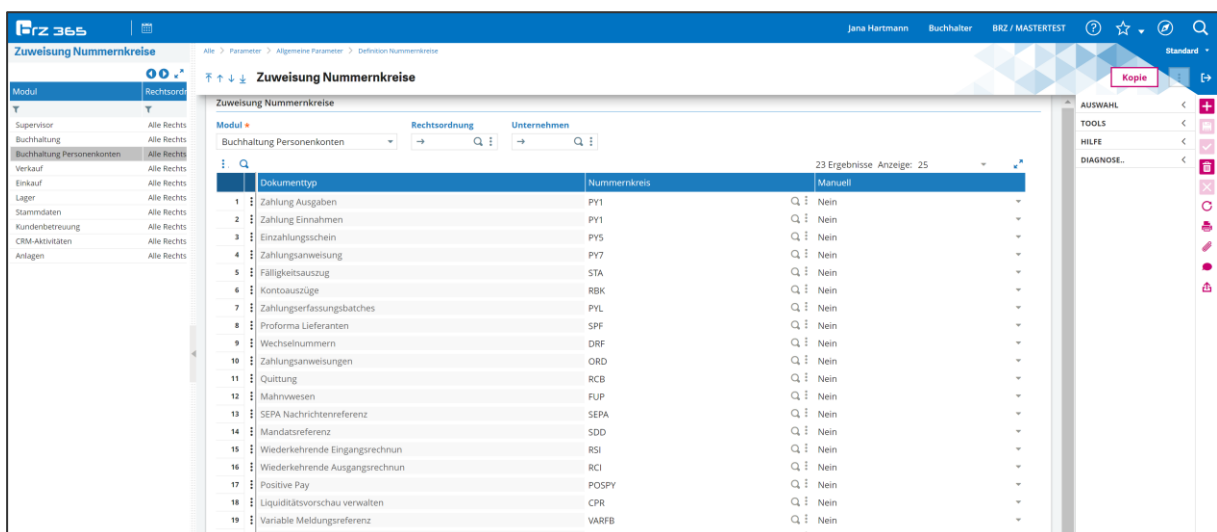 brz 365 Jana Hartmann Buchhalter BRZ / MASTERTEST
Zuweisung Nummernkreise Alle > Parameter > Allgemeine Parameter > Definition Nummernkreise Standard
Zuweisung Nummernkreise Kopie
Modul Rechtsordr
Supervisor Alle Rechts
Buchhaltung Alle Rechts
Buchhaltung Personenkonten Alle Rechts
Verkauf Alle Rechts
Einkauf Alle Rechts
Lager Alle Rechts
Stammdaten Alle Rechts
Kundenbetreuung Alle Rechts
CRM-Aktivitäten Alle Rechts
Anlagen Alle Rechts
Zuweisung Nummernkreise
Modul * Rechtsordnung Unternehmen
Buchhaltung Personenkonten
23 Ergebnisse Anzeige: 25
Dokumenttyp Nummernkreis Manuell
1 Zahlung Ausgaben PY1 Nein
2 Zahlung Einnahmen PY1 Nein
3 Einzahlungsschein PY5 Nein
4 Zahlungsanweisung PY7 Nein
5 Fälligkeitsauszug STA Nein
6 Kontoauszüge RBK Nein
7 Zahlungserfassungsbatches PYL Nein
8 Proforma Lieferanten SPF Nein
9 Wechselnummern DRF Nein
10 Zahlungsanweisungen ORD Nein
11 Quittung RCB Nein
12 Mahnvwesen FUP Nein
13 SEPA Nachrichtenreferenz SEPA Nein
14 Mandatsreferenz SDD Nein
15 Wiederkehrende Eingangsrechnun RSI Nein
16 Wiederkehrende Ausgangsrechnun RCI Nein
17 Positive Pay POSPY Nein
18 Liquiditätsvorschau verwalten CPR Nein
19 Variable Meldungsreferenz VARFB Nein
AUSWAHL
TOOLS
HILFE
DIAGNOSE..